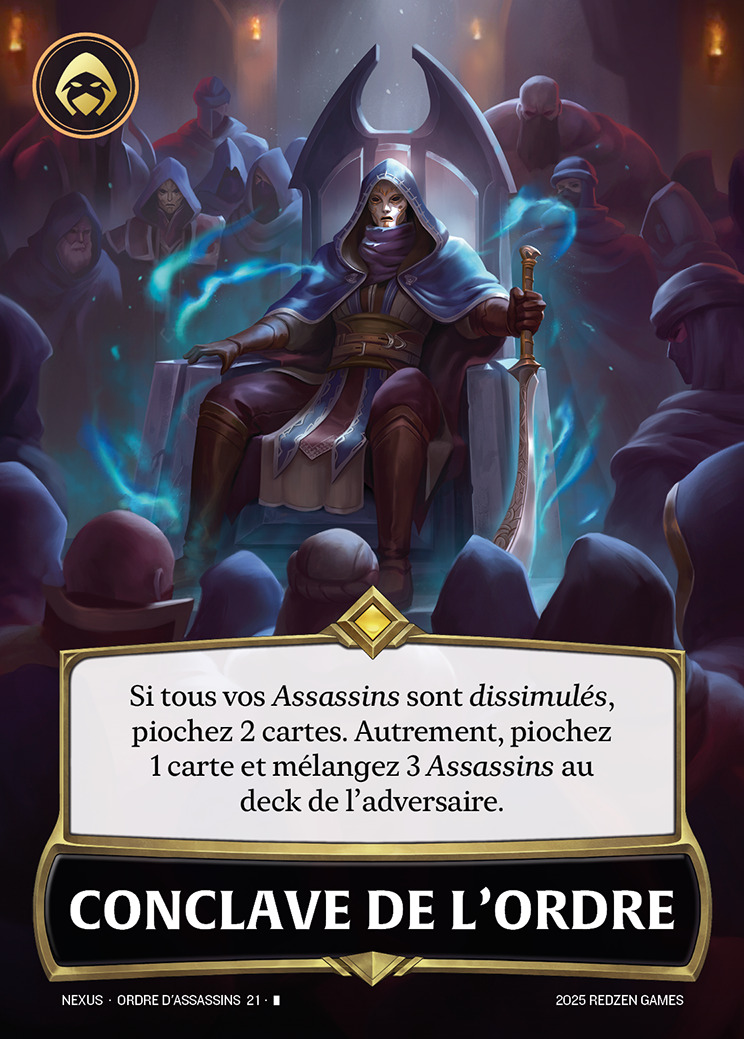 Si tous vos Assassins sont dissimulés,
piochez 2 cartes. Autrement, piochez
1 carte et mélangez 3 Assassins au
deck de l’adversaire.
CONCLAVE DE L’ORDRE
NEXUS · ORDRE D’ASSASSINS 21 ·
2025 REDZEN GAMES